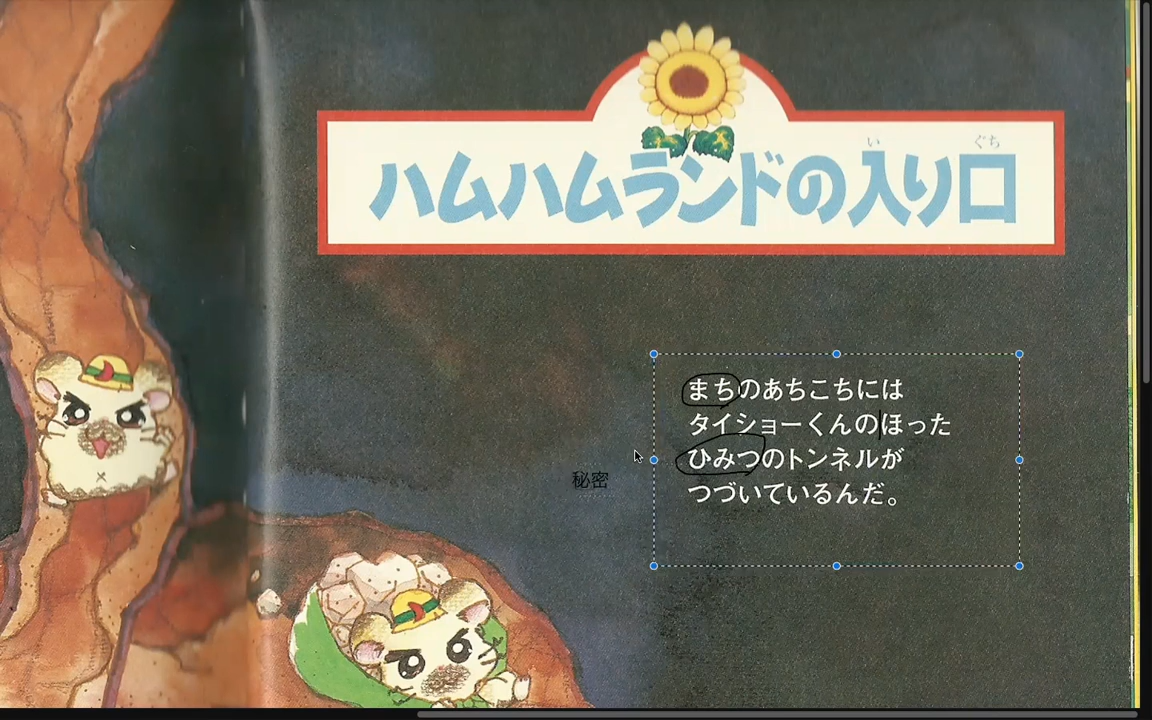 ハムハムランドの入り口
い
ぐち
まちのあちこちには
タイショーくんのほった
ひみつのトンネルが
つづいているんだ。
秘密